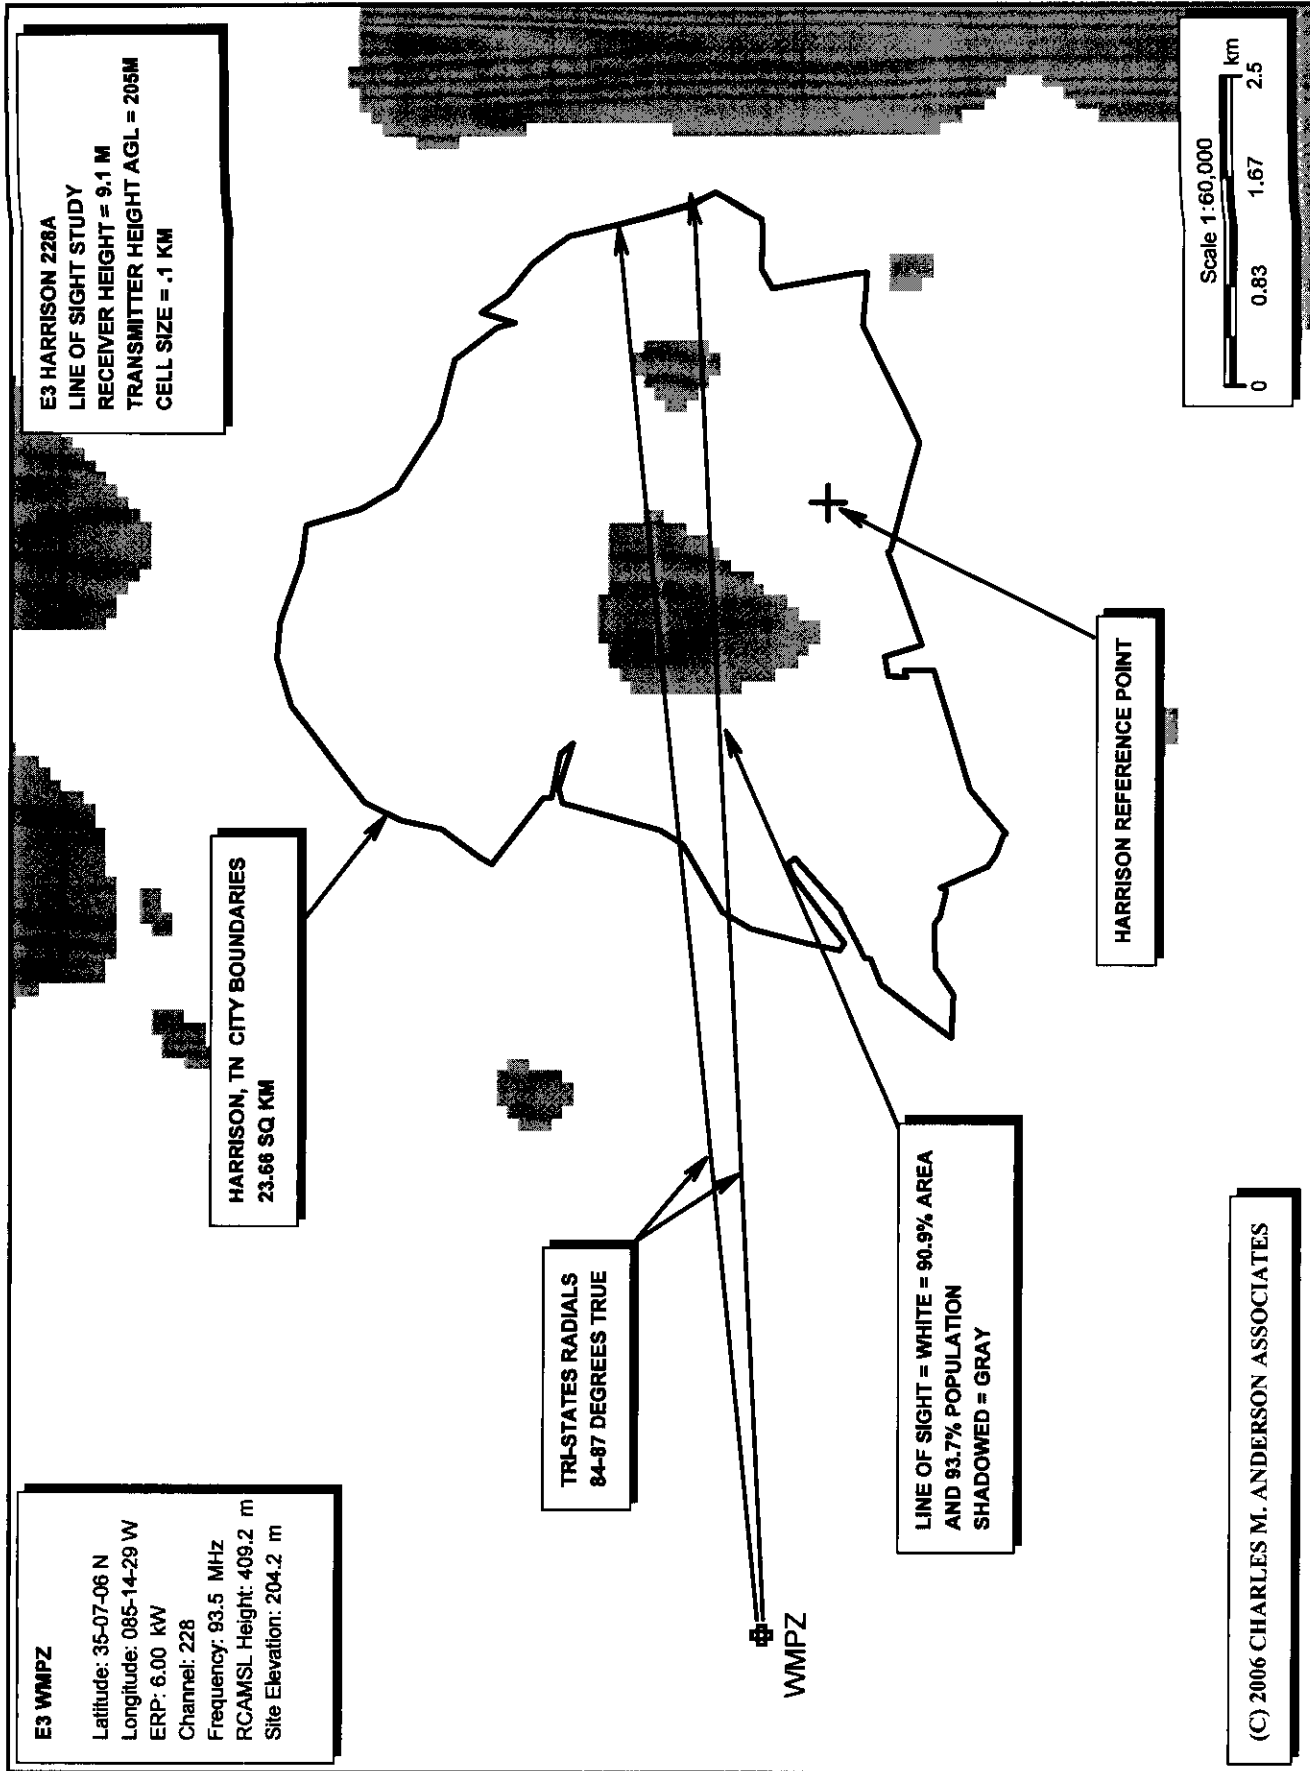 E3 WMPZ
Latitude: 35-07-06 N
Longitude: 085-14-29 W
ERP: 6.00 kW
Channel: 228
Frequency: 93.5 MHz
RCAMSL Height: 409.2 m
Site Elevation: 204.2 m
E3 HARRISON 228A
LINE OF SIGHT STUDY
RECEIVER HEIGHT = 9.1 M
TRANSMITTER HEIGHT AGL = 205M
CELL SIZE = .1 KM
HARRISON, TN CITY BOUNDARIES
23.66 SQ KM
TRI-STATES RADIALS
84-87 DEGREES TRUE
WMPZ
LINE OF SIGHT = WHITE = 90.9% AREA
AND 93.7% POPULATION
SHADOWED = GRAY
HARRISON REFERENCE POINT
Scale 1:60,000
km
0 0.83 1.67 2.5
(C) 2006 CHARLES M. ANDERSON ASSOCIATES